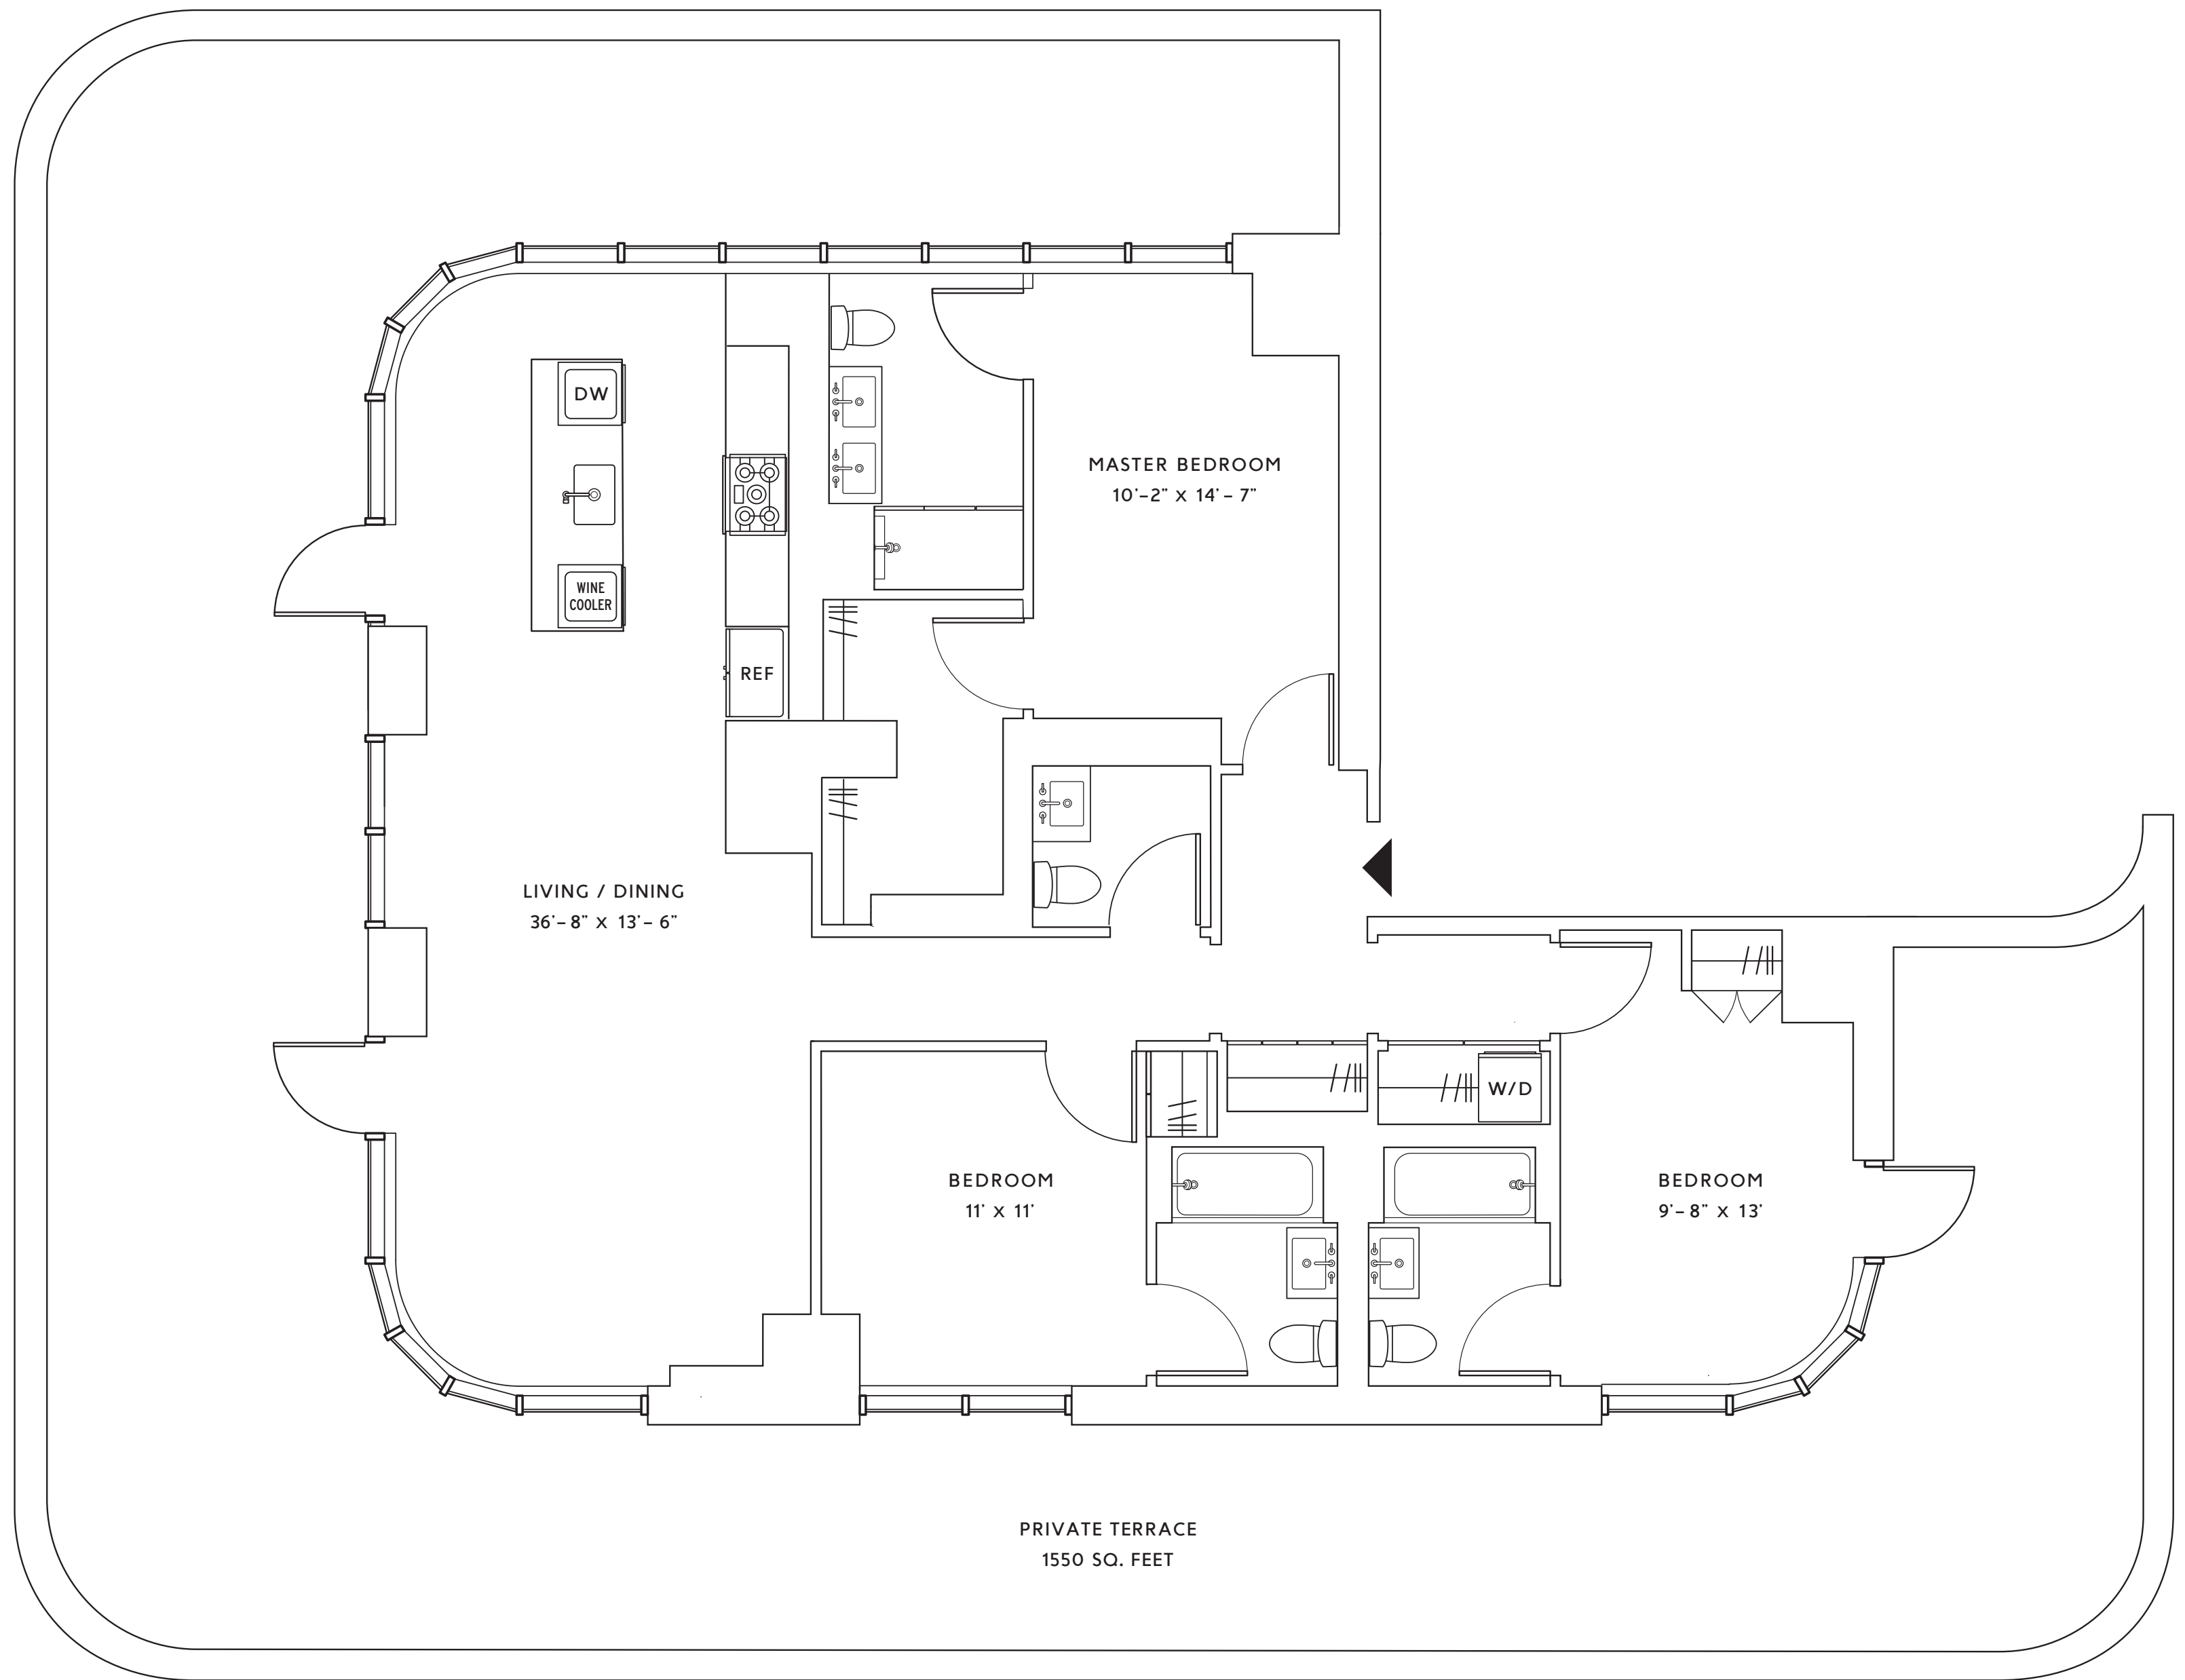 DW
MASTER BEDROOM
10'–2" X 14'– 7"
WINE
COOLER
REF
LIVING / DINING
36'– 8" X 13'– 6"
W/D
BEDROOM
11' X 11'
BEDROOM
9'– 8" X 13'
PRIVATE TERRACE
1550 SQ. FEET